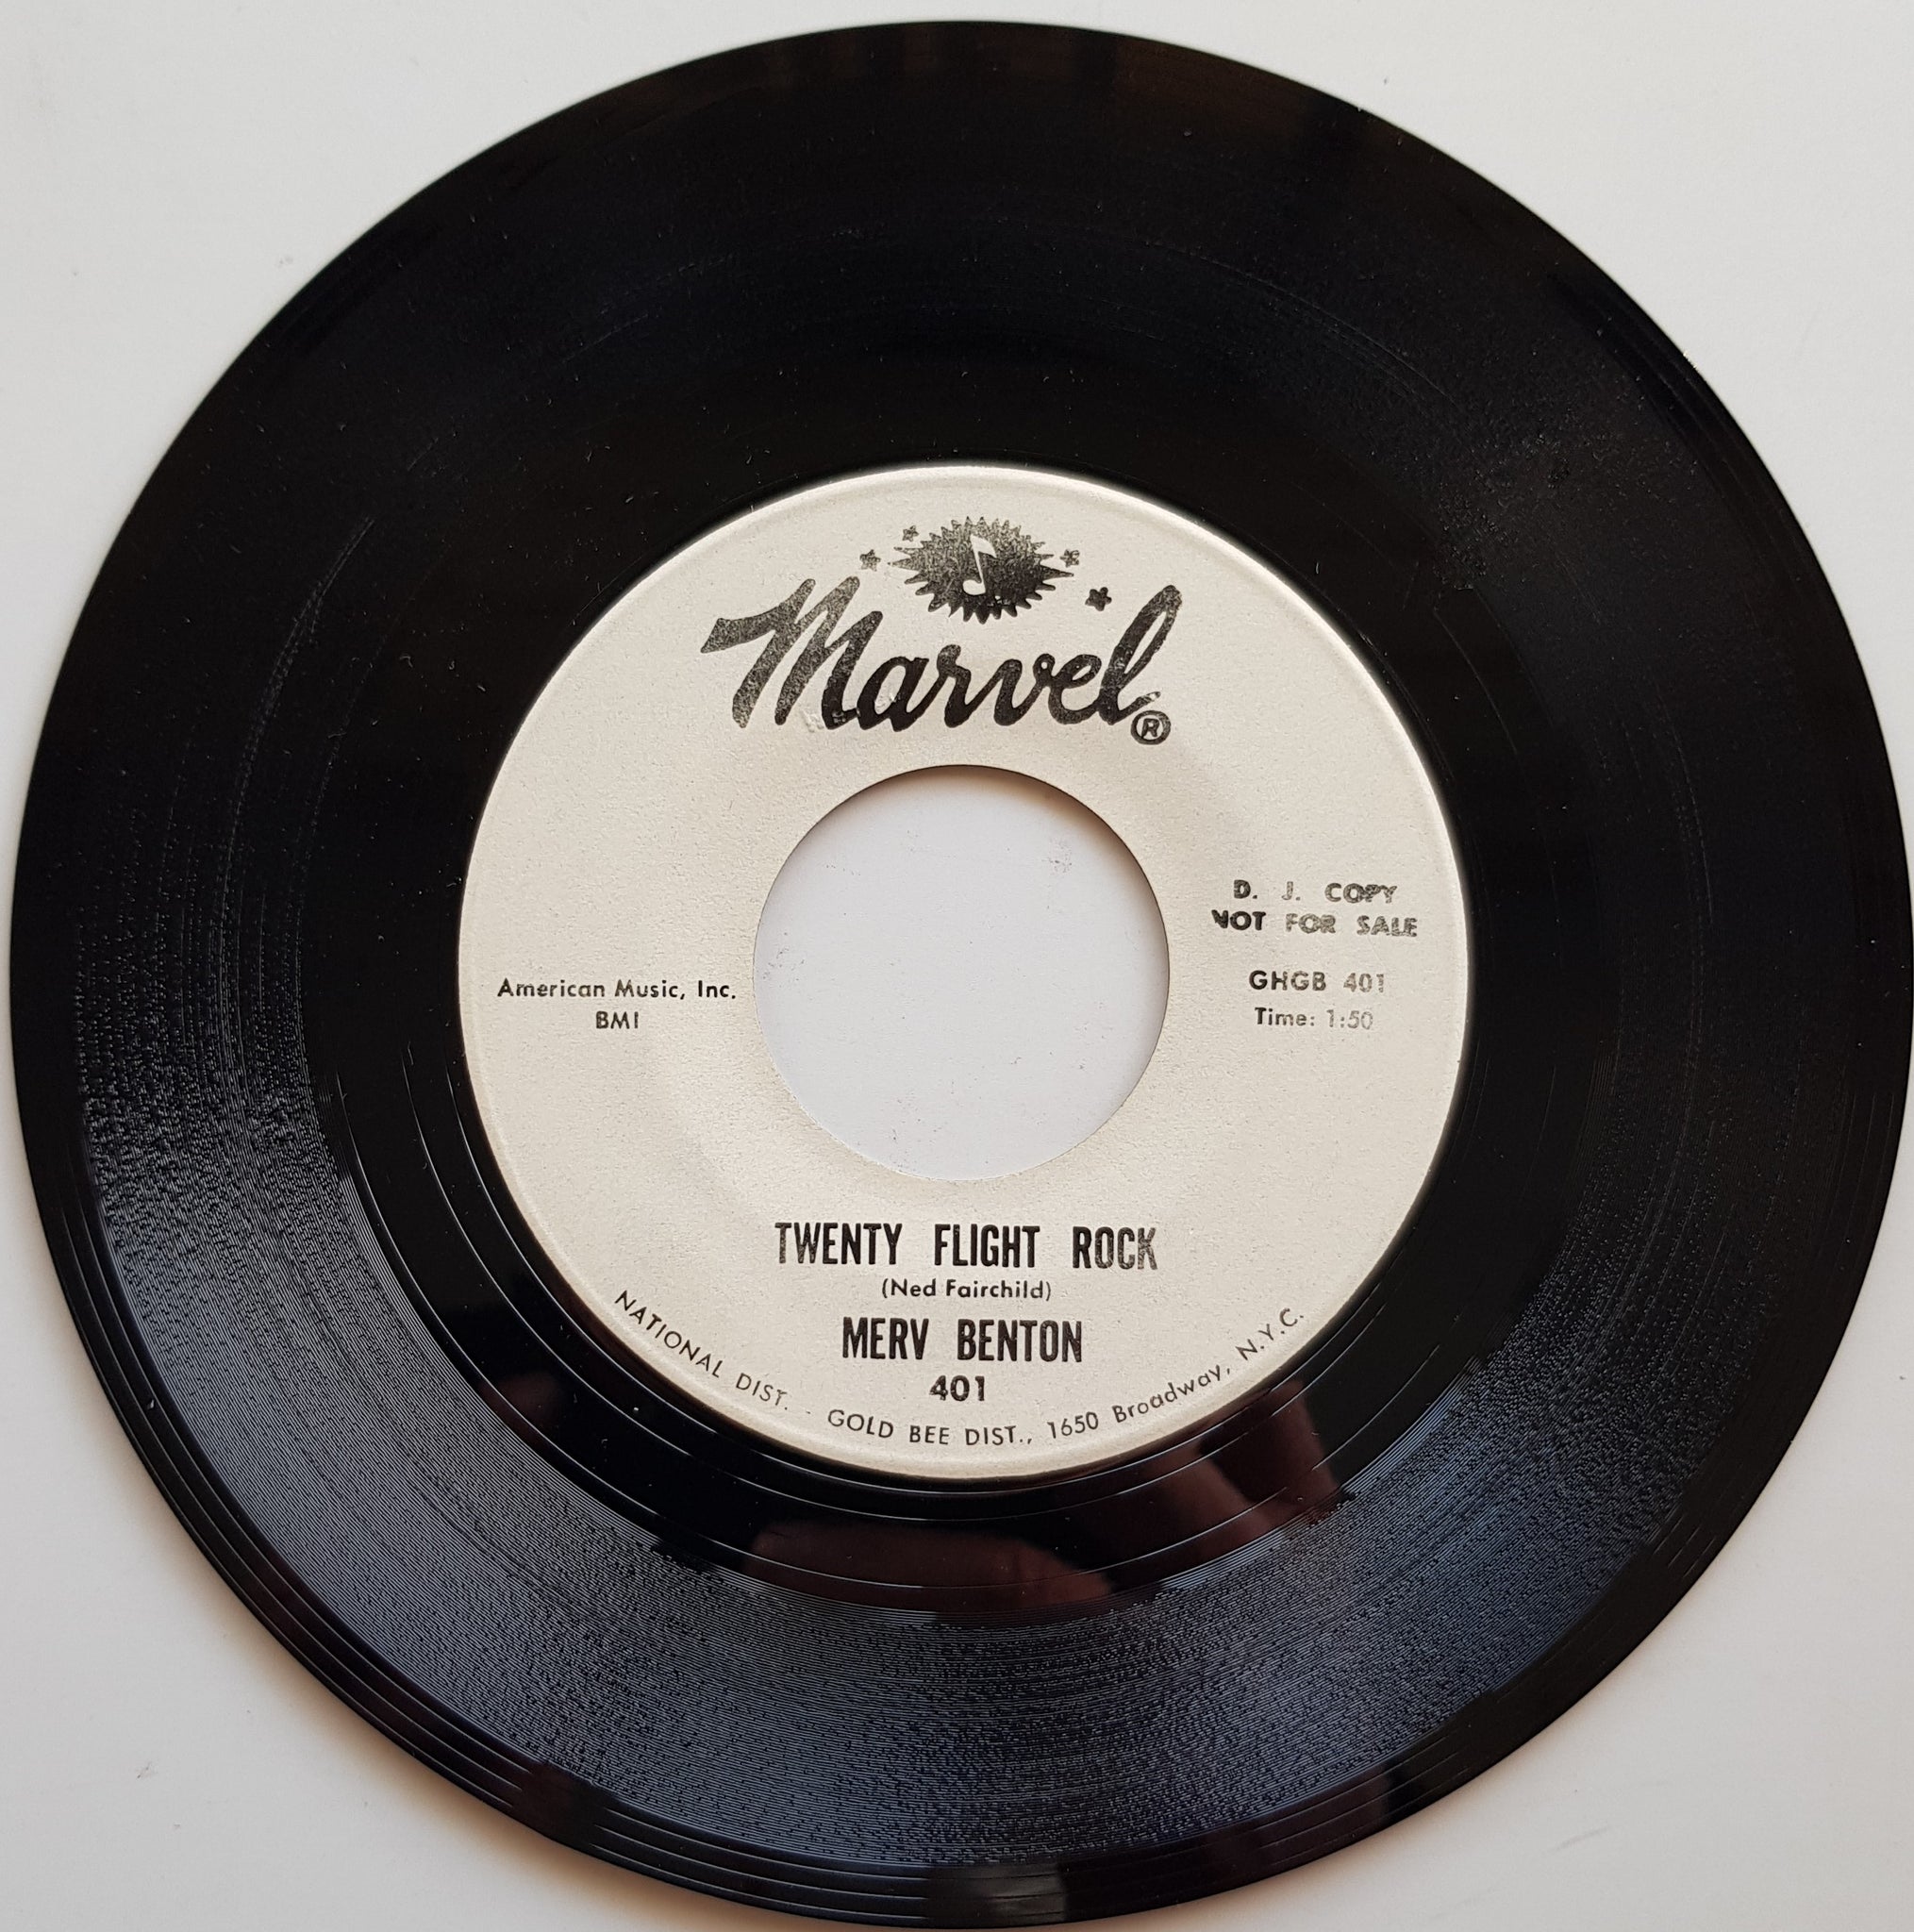 Marvel®
D. J. COPY
NOT FOR SALE
GHGB 401
Time: 1:50
American Music, Inc.
BMI
TWENTY FLIGHT ROCK
(Ned Fairchild)
MERV BENTON
401
NATIONAL DIST. - GOLD BEE DIST., 1650 Broadway, N.Y.C.